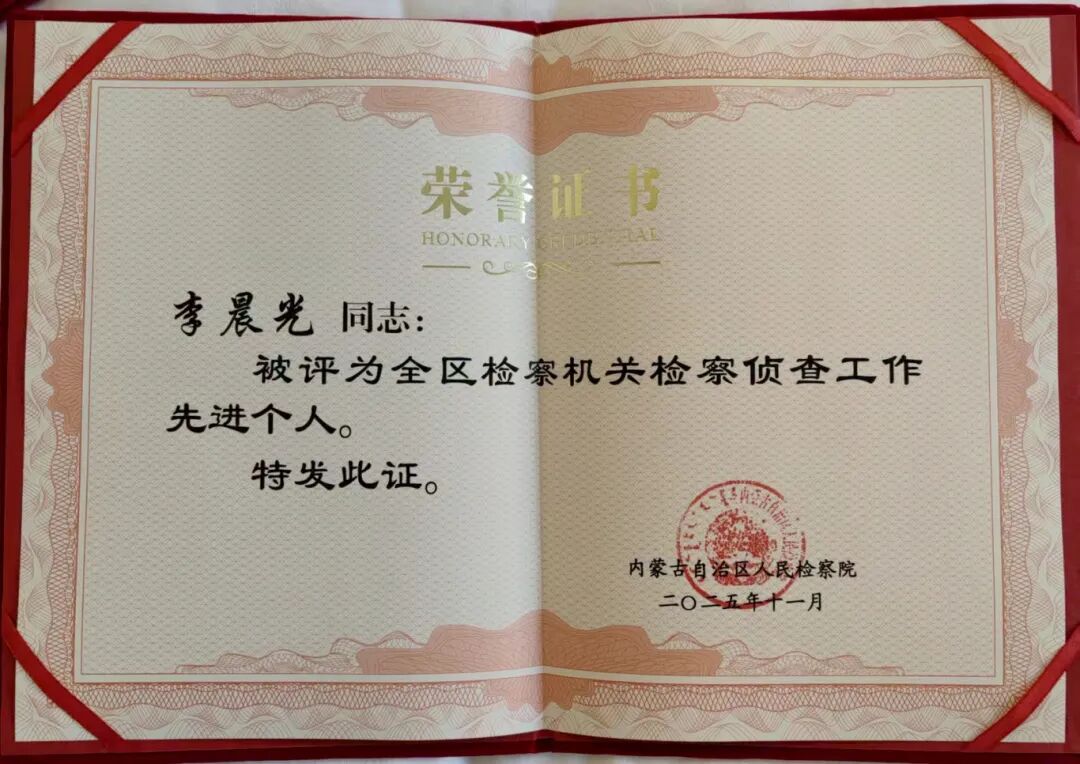 荣誉证书
HONORARY CREDENTIAL
李晨光 同志：
被评为全区检察机关检察侦查工作
先进个人。
特发此证。
内蒙古自治区人民检察院
二〇二五年十一月